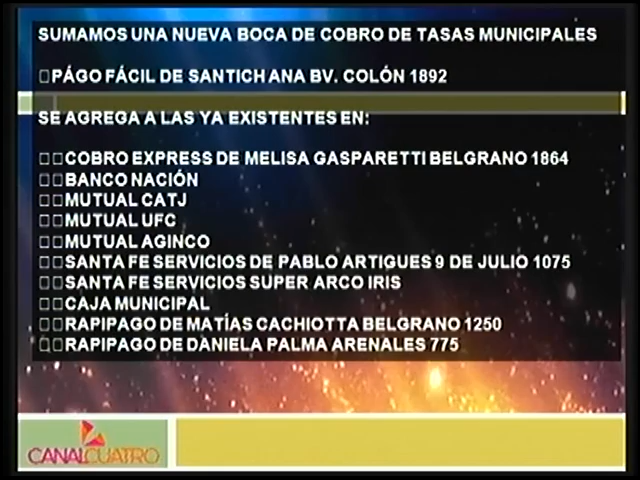 SUMAMOS UNA NUEVA BOCA DE COBRO DE TASAS MUNICIPALES
PÁGO FÁCIL DE SANTICH ANA BV. COLÓN 1892
SE AGREGA A LAS YA EXISTENTES EN:
COBRO EXPRESS DE MELISA GASPARETTI BELGRANO 1864
BANCO NACIÓN
MUTUAL CATJ
MUTUAL UFC
MUTUAL AGINCO
SANTA FE SERVICIOS DE PABLO ARTIGUES 9 DE JULIO 1075
SANTA FE SERVICIOS SUPER ARCO IRIS
CAJA MUNICIPAL
RAPIPAGO DE MATÍAS CACHIOTTA BELGRANO 1250
RAPIPAGO DE DANIELA PALMA ARENALES 775
CANALCUATRO